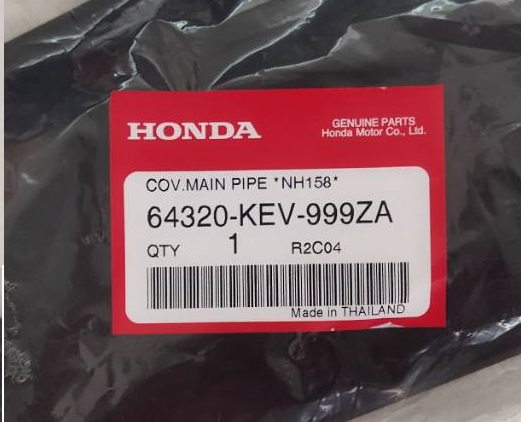 HONDA
GENUINE PARTS
Honda Motor Co., Ltd.
COV.MAIN PIPE *NH158*
64320-KEV-999ZA
QTY 1 R2C04
Made in THAILAND